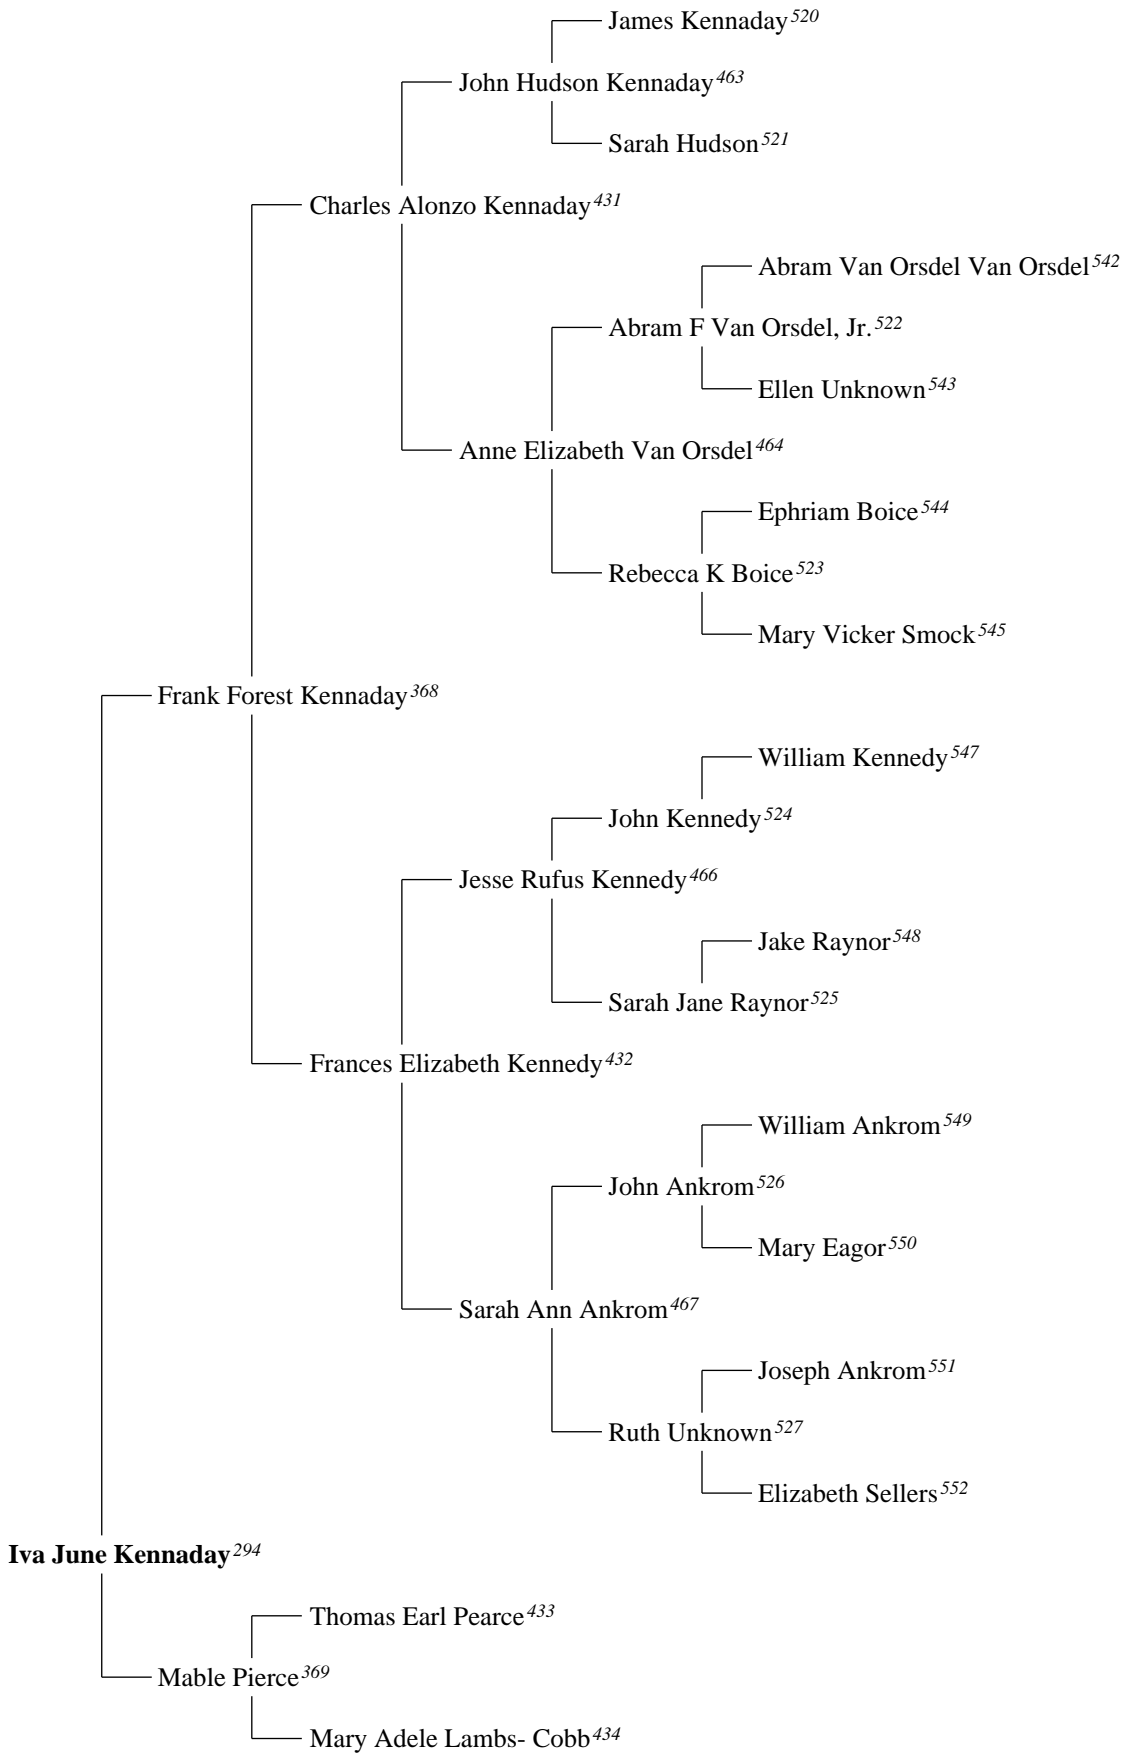 James Kennaday520
John Hudson Kennaday463
Sarah Hudson521
Charles Alonzo Kennaday431
Abram Van Orsdel Van Orsdel542
Abram F Van Orsdel, Jr.522
Ellen Unknown543
Anne Elizabeth Van Orsdel464
Ephriam Boice544
Rebecca K Boice523
Mary Vicker Smock545
Frank Forest Kennaday368
William Kennedy547
John Kennedy524
Jesse Rufus Kennedy466
Jake Raynor548
Sarah Jane Raynor525
Frances Elizabeth Kennedy432
William Ankrom549
John Ankrom526
Mary Eagor550
Sarah Ann Ankrom467
Joseph Ankrom551
Ruth Unknown527
Elizabeth Sellers552
Iva June Kennaday294
Thomas Earl Pearce433
Mable Pierce369
Mary Adele Lambs- Cobb434